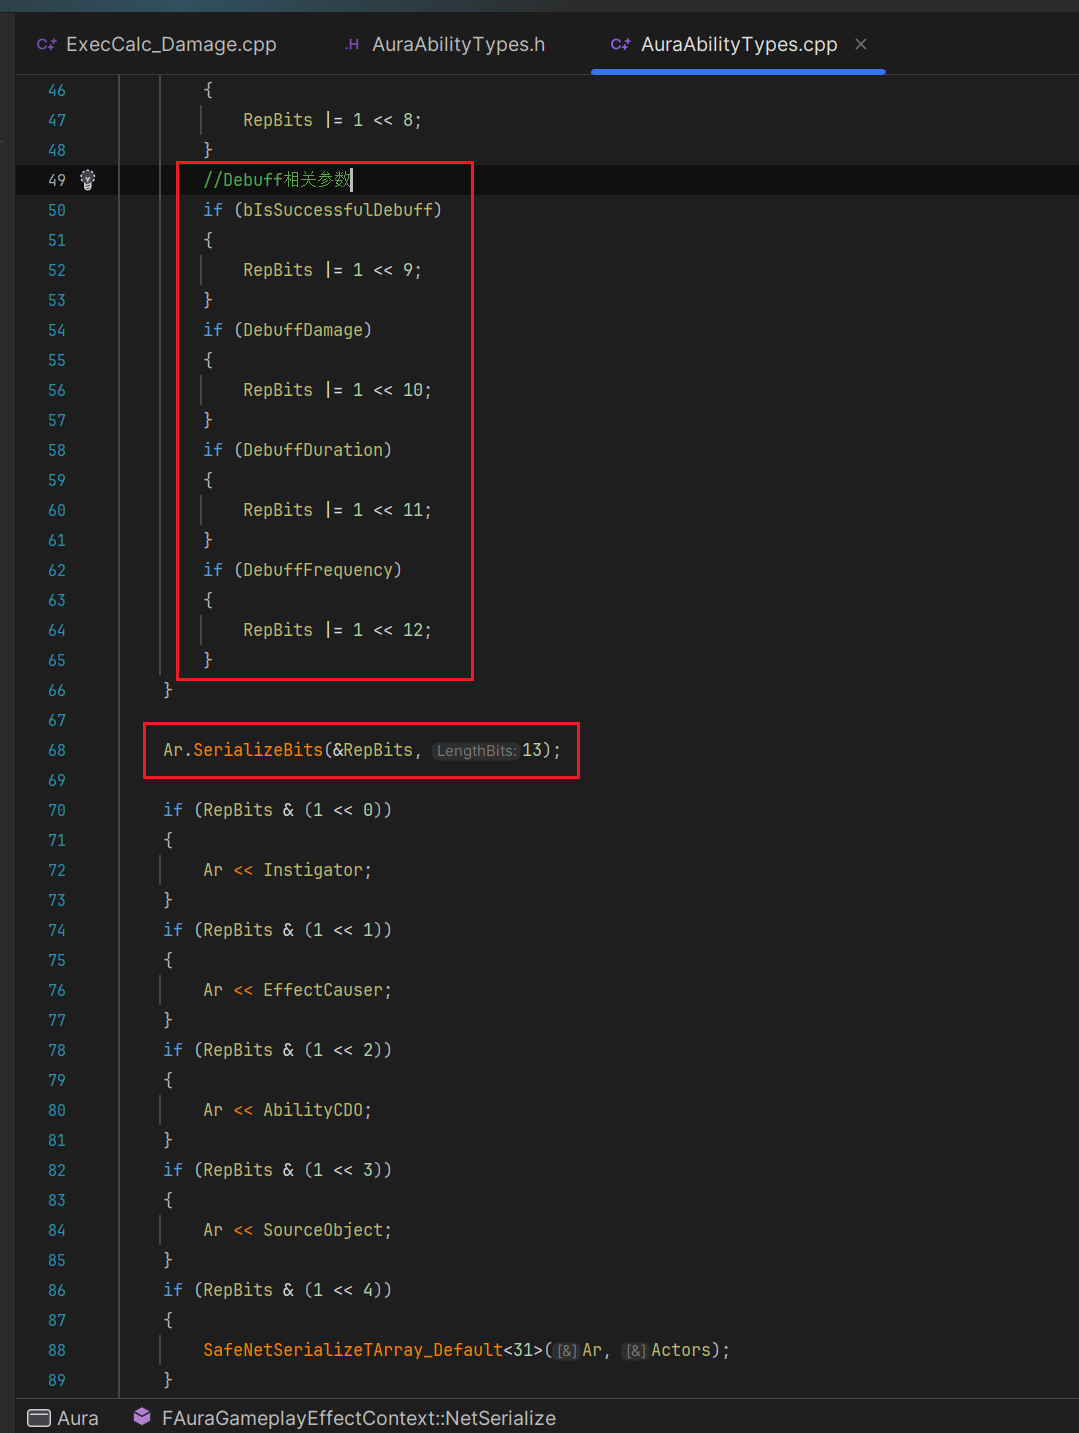 ExecCalc_Damage.cpp
.H AuraAbilityTypes.h
AuraAbilityTypes.cpp
46 {
47 RepBits |= 1 << 8;
48 }
49 //Debuff相关参数
50 if (bIsSuccessfulDebuff)
51 {
52 RepBits |= 1 << 9;
53 }
54 if (DebuffDamage)
55 {
56 RepBits |= 1 << 10;
57 }
58 if (DebuffDuration)
59 {
60 RepBits |= 1 << 11;
61 }
62 if (DebuffFrequency)
63 {
64 RepBits |= 1 << 12;
65 }
66 }
67
68 Ar.SerializeBits(&RepBits, LengthBits: 13);
69
70 if (RepBits & (1 << 0))
71 {
72 Ar << Instigator;
73 }
74 if (RepBits & (1 << 1))
75 {
76 Ar << EffectCauser;
77 }
78 if (RepBits & (1 << 2))
79 {
80 Ar << AbilityCDO;
81 }
82 if (RepBits & (1 << 3))
83 {
84 Ar << SourceObject;
85 }
86 if (RepBits & (1 << 4))
87 {
88 SafeNetSerializeTArray_Default<31>([&] Ar, [&] Actors);
89 }
Aura FAuraGameplayEffectContext::NetSerialize